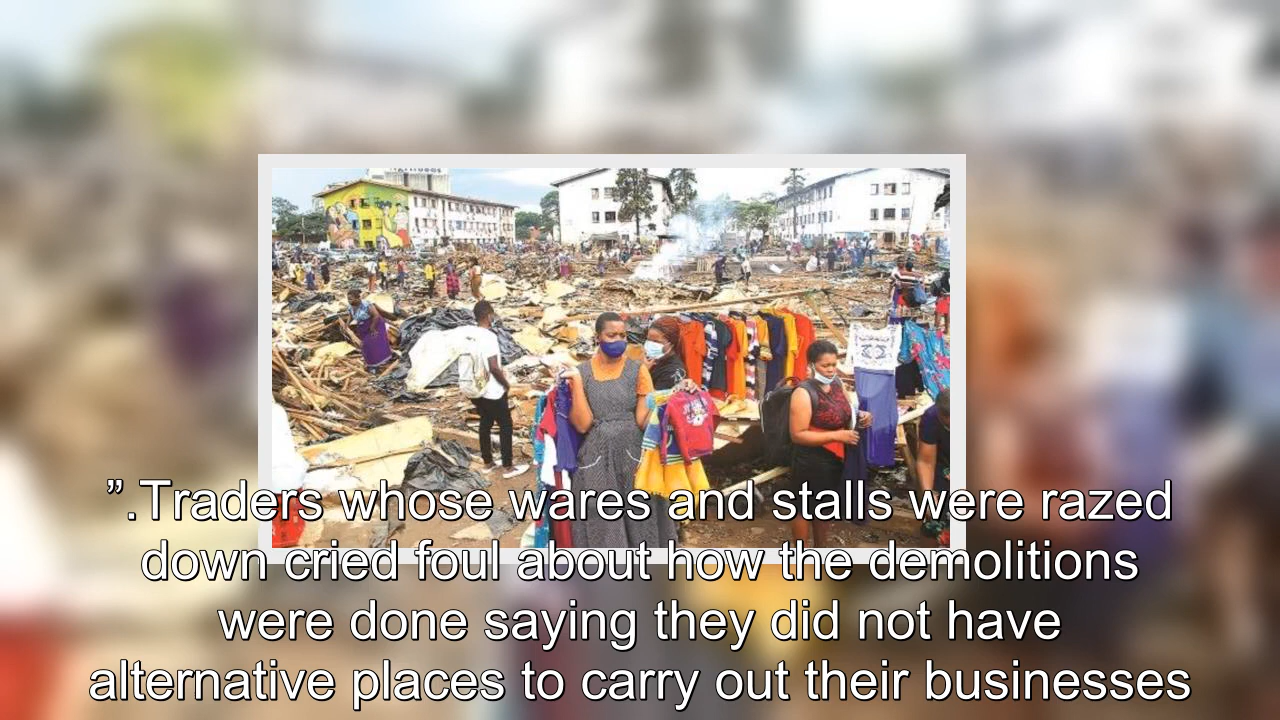 ”.Traders whose wares and stalls were razed
down cried foul about how the demolitions
were done saying they did not have
alternative places to carry out their businesses